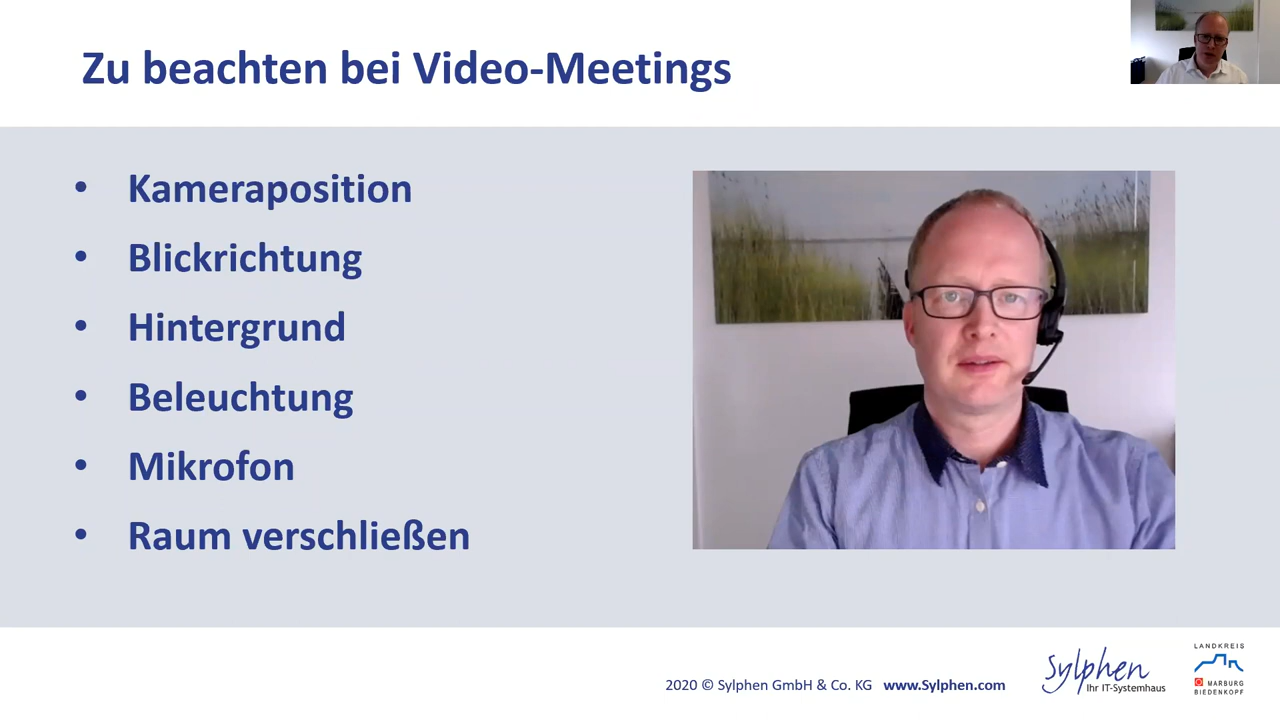 Zu beachten bei Video-Meetings
• Kameraposition
• Blickrichtung
• Hintergrund
• Beleuchtung
• Mikrofon
• Raum verschließen
2020 © Sylphen GmbH & Co. KG www.Sylphen.com
Sylphen
Ihr IT-Systemhaus
LANDKREIS
MARBURG
BIEDENKOPF